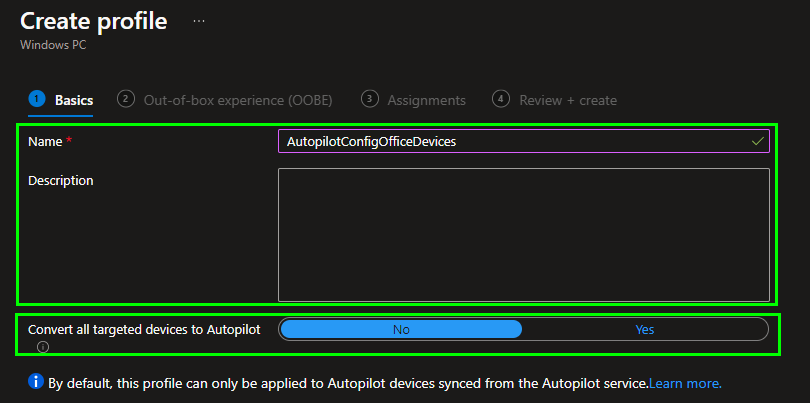 Create profile ...
Windows PC
1 Basics 2 Out-of-box experience (OOBE) 3 Assignments 4 Review + create
Name * AutopilotConfigOfficeDevices
Description
Convert all targeted devices to Autopilot No Yes
By default, this profile can only be applied to Autopilot devices synced from the Autopilot service.Learn more.